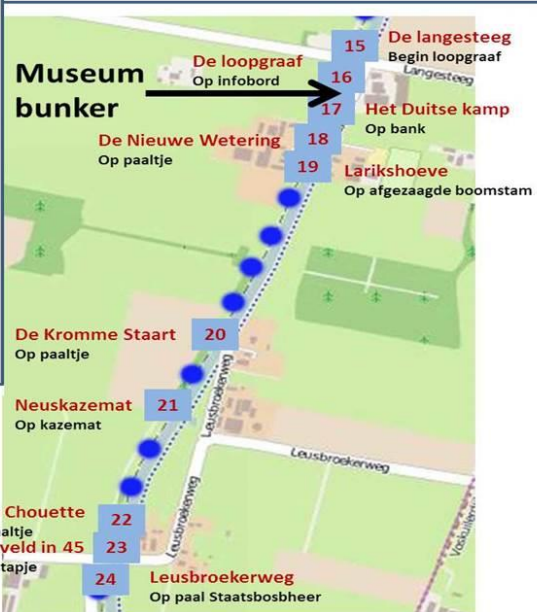 15
De langesteeg
Begin loopgraaf
De loopgraaf
Op infobord
16
Langesteeg
Museum
bunker
17
Het Duitse kamp
Op bank
De Nieuwe Wetering
Op paaltje
18
19
Larikshoeve
Op afgezaagde boomstam
De Kromme Staart
Op paaltje
20
Leusbroekerweg
Neuskazemat
Op kazemat
21
Leusbroekerweg
Chouette
altje
22
veld in 45
tapje
23
Leusbroekerweg
24
Leusbroekerweg
Op paal Staatsbosbheer